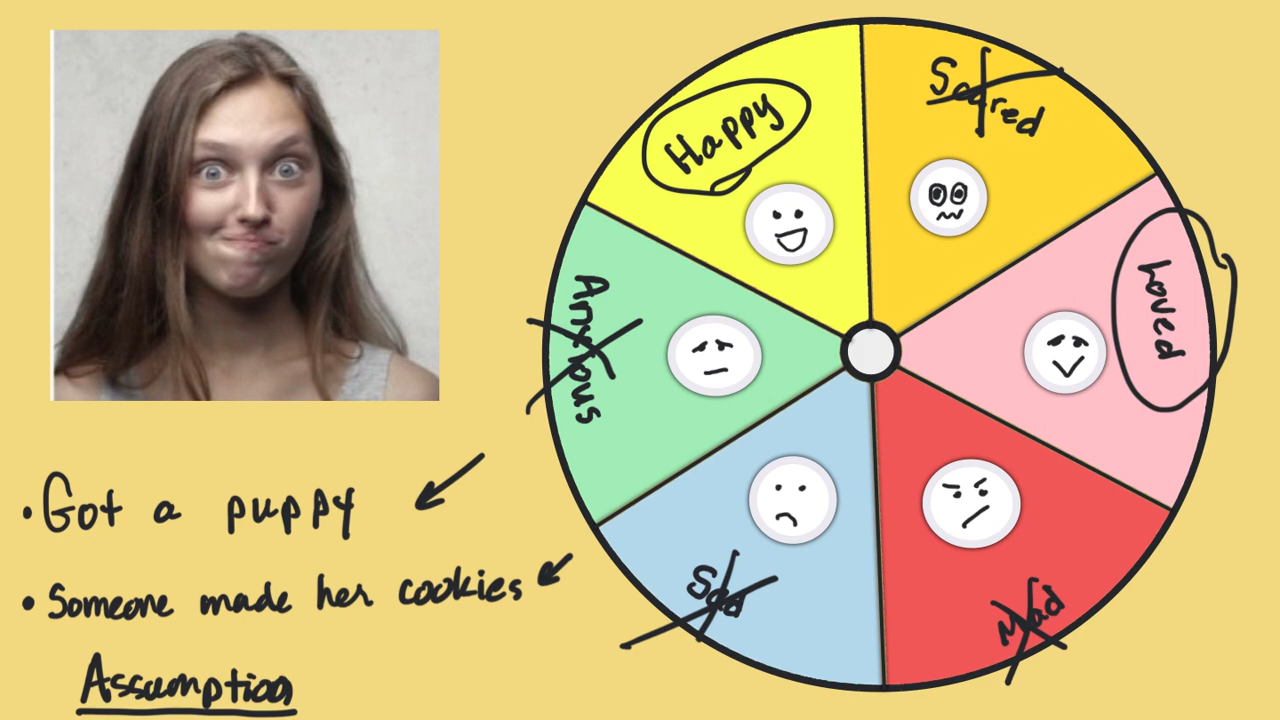 Happy
Scared
Loved
Anxious
Sad
Mad
• Got a puppy
• Someone made her cookies
Assumption